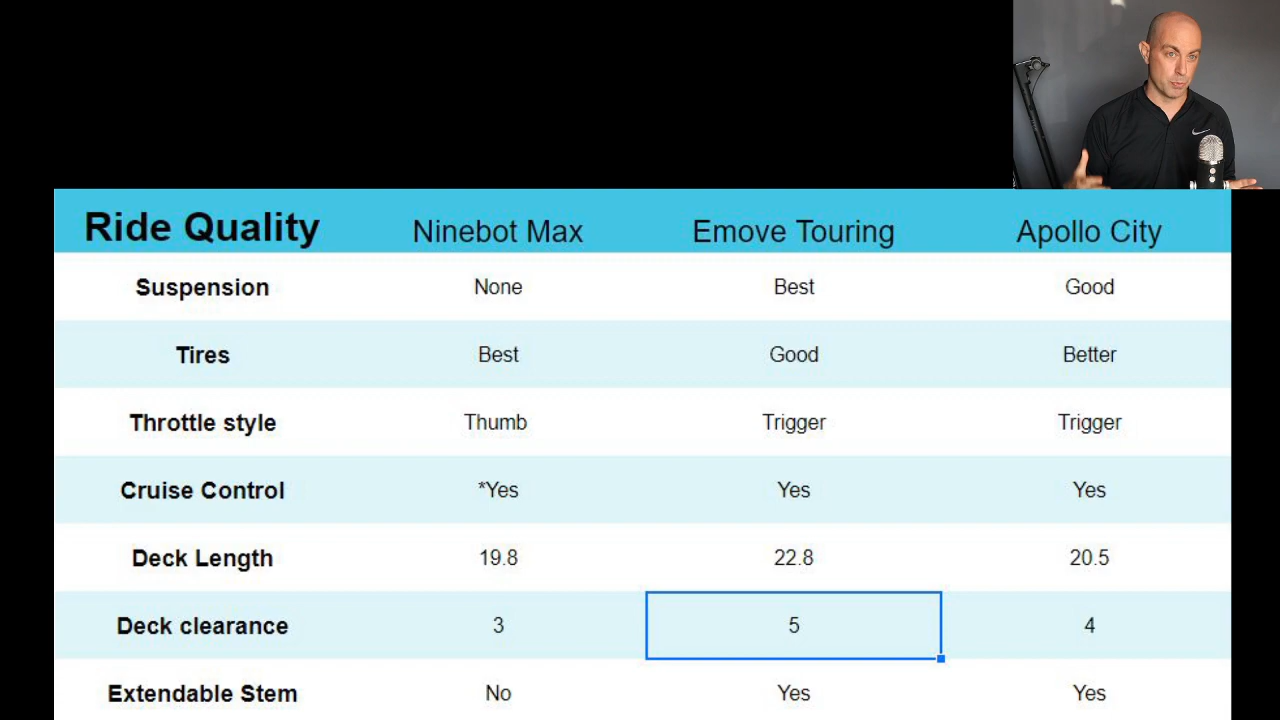 Ride Quality Ninebot Max Emove Touring Apollo City
Suspension None Best Good
Tires Best Good Better
Throttle style Thumb Trigger Trigger
Cruise Control *Yes Yes Yes
Deck Length 19.8 22.8 20.5
Deck clearance 3 5 4
Extendable Stem No Yes Yes